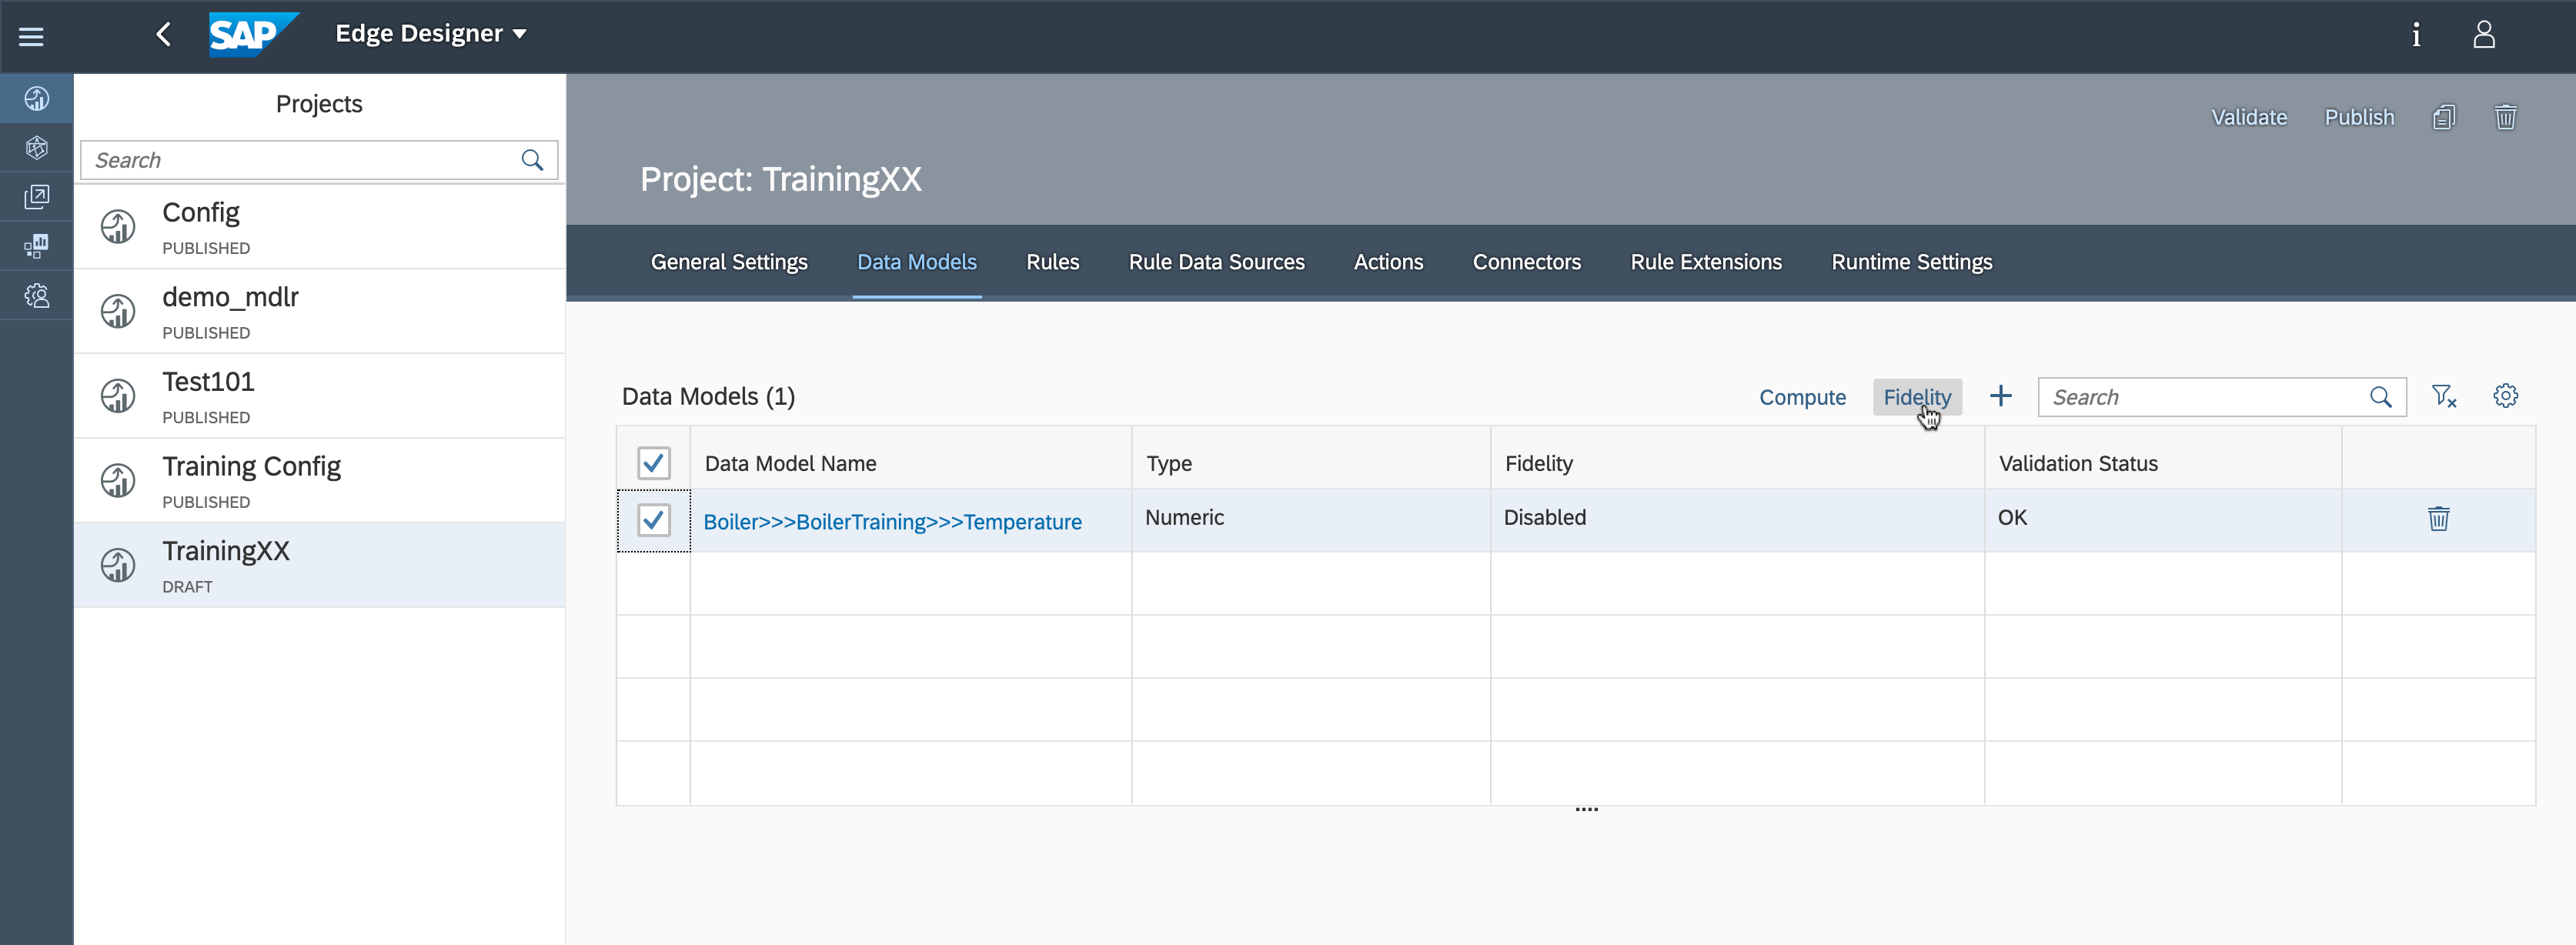 SAP Edge Designer
Projects
Search
Config
PUBLISHED
demo_mdlr
PUBLISHED
Test101
PUBLISHED
Training Config
PUBLISHED
TrainingXX
DRAFT
Validate Publish
Project: TrainingXX
General Settings Data Models Rules Rule Data Sources Actions Connectors Rule Extensions Runtime Settings
Data Models (1) Compute Fidelity Search
Data Model Name Type Fidelity Validation Status
Boiler>>>BoilerTraining>>>Temperature Numeric Disabled OK